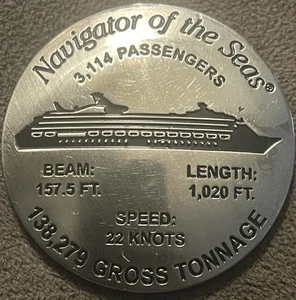 Navigator of the Seas®
3,114 PASSENGERS
BEAM:
157.5 FT.
LENGTH:
1,020 FT.
SPEED:
22 KNOTS
138,279 GROSS TONNAGE